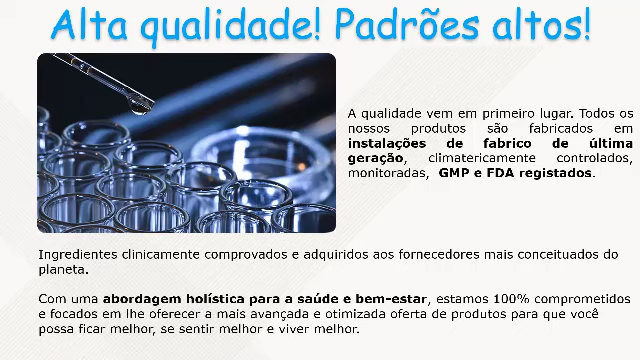 Alta qualidade! Padrões altos!
A qualidade vem em primeiro lugar. Todos os
nossos produtos são fabricados em
instalações de fabrico de última
geração, climatericamente controlados,
monitoradas, GMP e FDA registados.
Ingredientes clinicamente comprovados e adquiridos aos fornecedores mais conceituados do
planeta.
Com uma abordagem holística para a saúde e bem-estar, estamos 100% comprometidos
e focados em lhe oferecer a mais avançada e otimizada oferta de produtos para que você
possa ficar melhor, se sentir melhor e viver melhor.